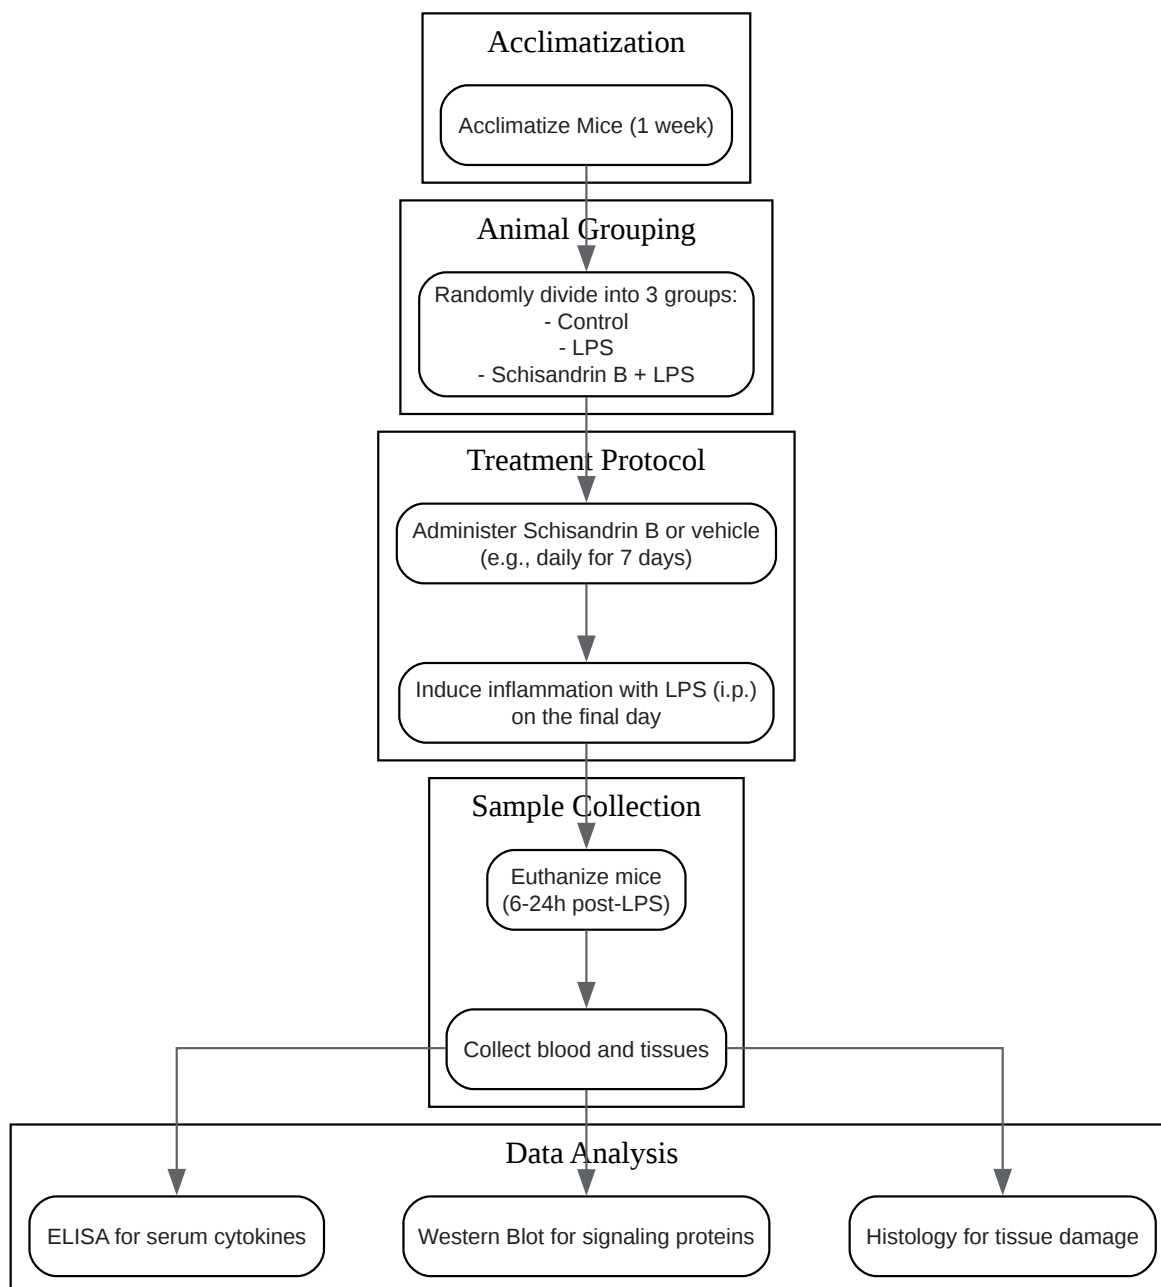 Acclimatization
Acclimatize Mice (1 week)
Animal Grouping
Randomly divide into 3 groups:
- Control
- LPS
- Schisandrin B + LPS
Treatment Protocol
Administer Schisandrin B or vehicle
(e.g., daily for 7 days)
Induce inflammation with LPS (i.p.)
on the final day
Sample Collection
Euthanize mice
(6-24h post-LPS)
Collect blood and tissues
Data Analysis
ELISA for serum cytokines
Western Blot for signaling proteins
Histology for tissue damage